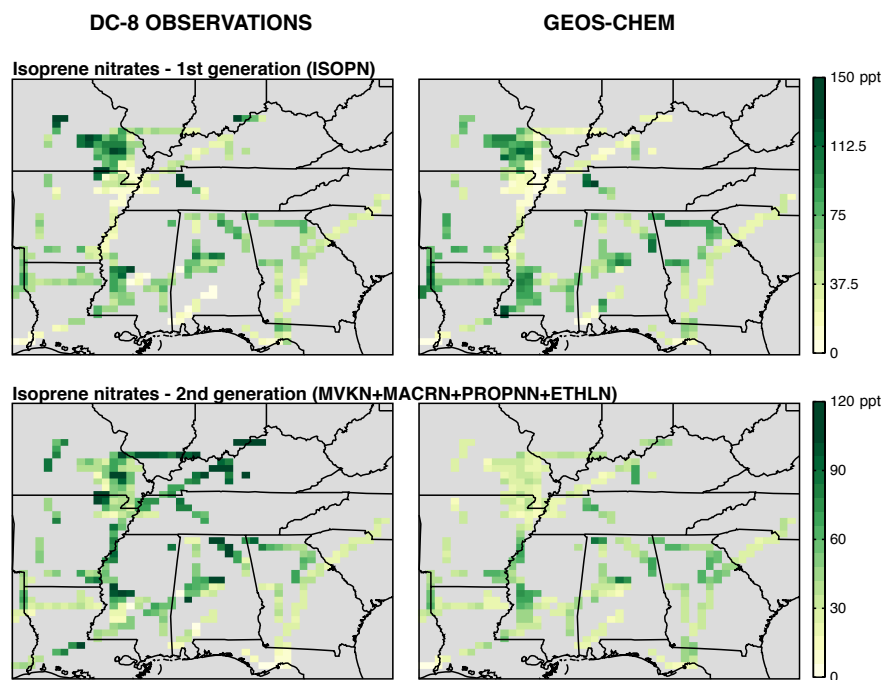 DC-8 OBSERVATIONS GEOS-CHEM
Isoprene nitrates - 1st generation (ISOPN)
150 ppt
112.5
75
37.5
0
Isoprene nitrates - 2nd generation (MVKN+MACRN+PROPNN+ETHLN)
120 ppt
90
60
30
0